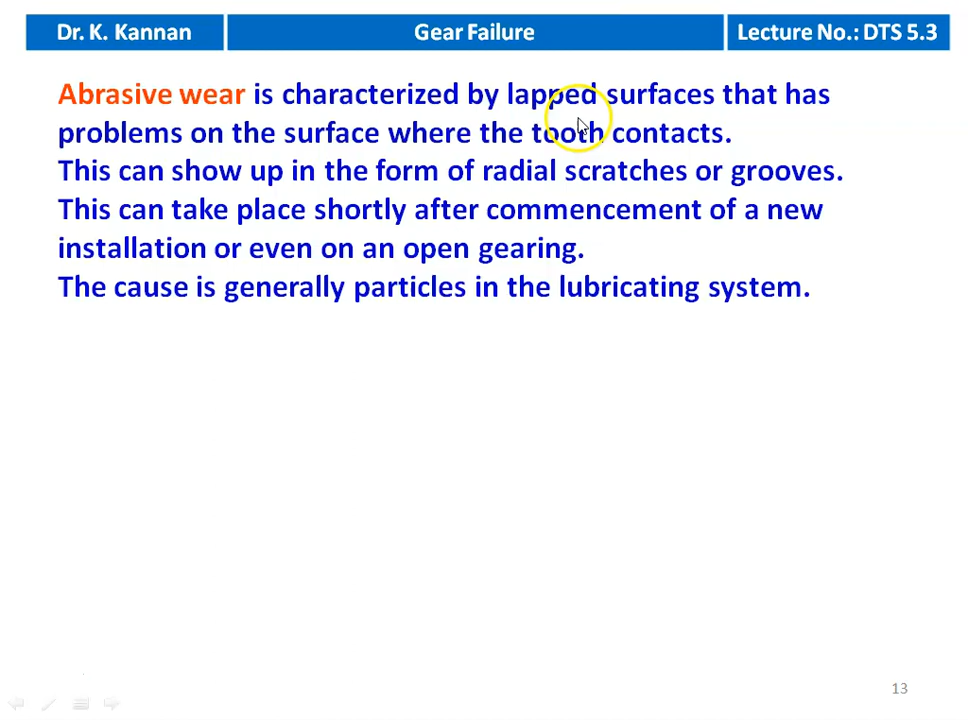 Dr. K. Kannan
Gear Failure
Lecture No.: DTS 5.3
Abrasive wear is characterized by lapped surfaces that has
problems on the surface where the tooth contacts.
This can show up in the form of radial scratches or grooves.
This can take place shortly after commencement of a new
installation or even on an open gearing.
The cause is generally particles in the lubricating system.
13